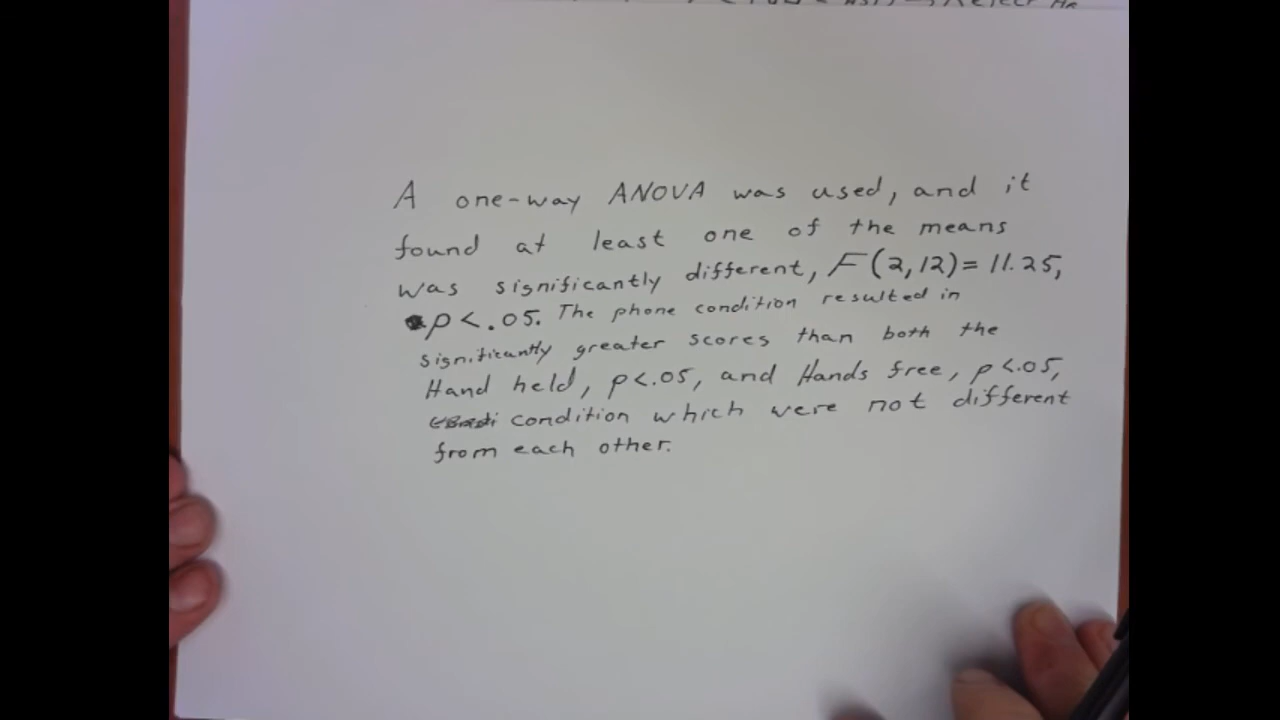 Reject Ha
A one-way ANOVA was used, and it
found at least one of the means
was significantly different, F(2,12)= 11.25,
p<.05. The phone condition resulted in
significantly greater scores than both the
Hand held, p<.05, and Hands free, p<.05,
condition which were not different
from each other.